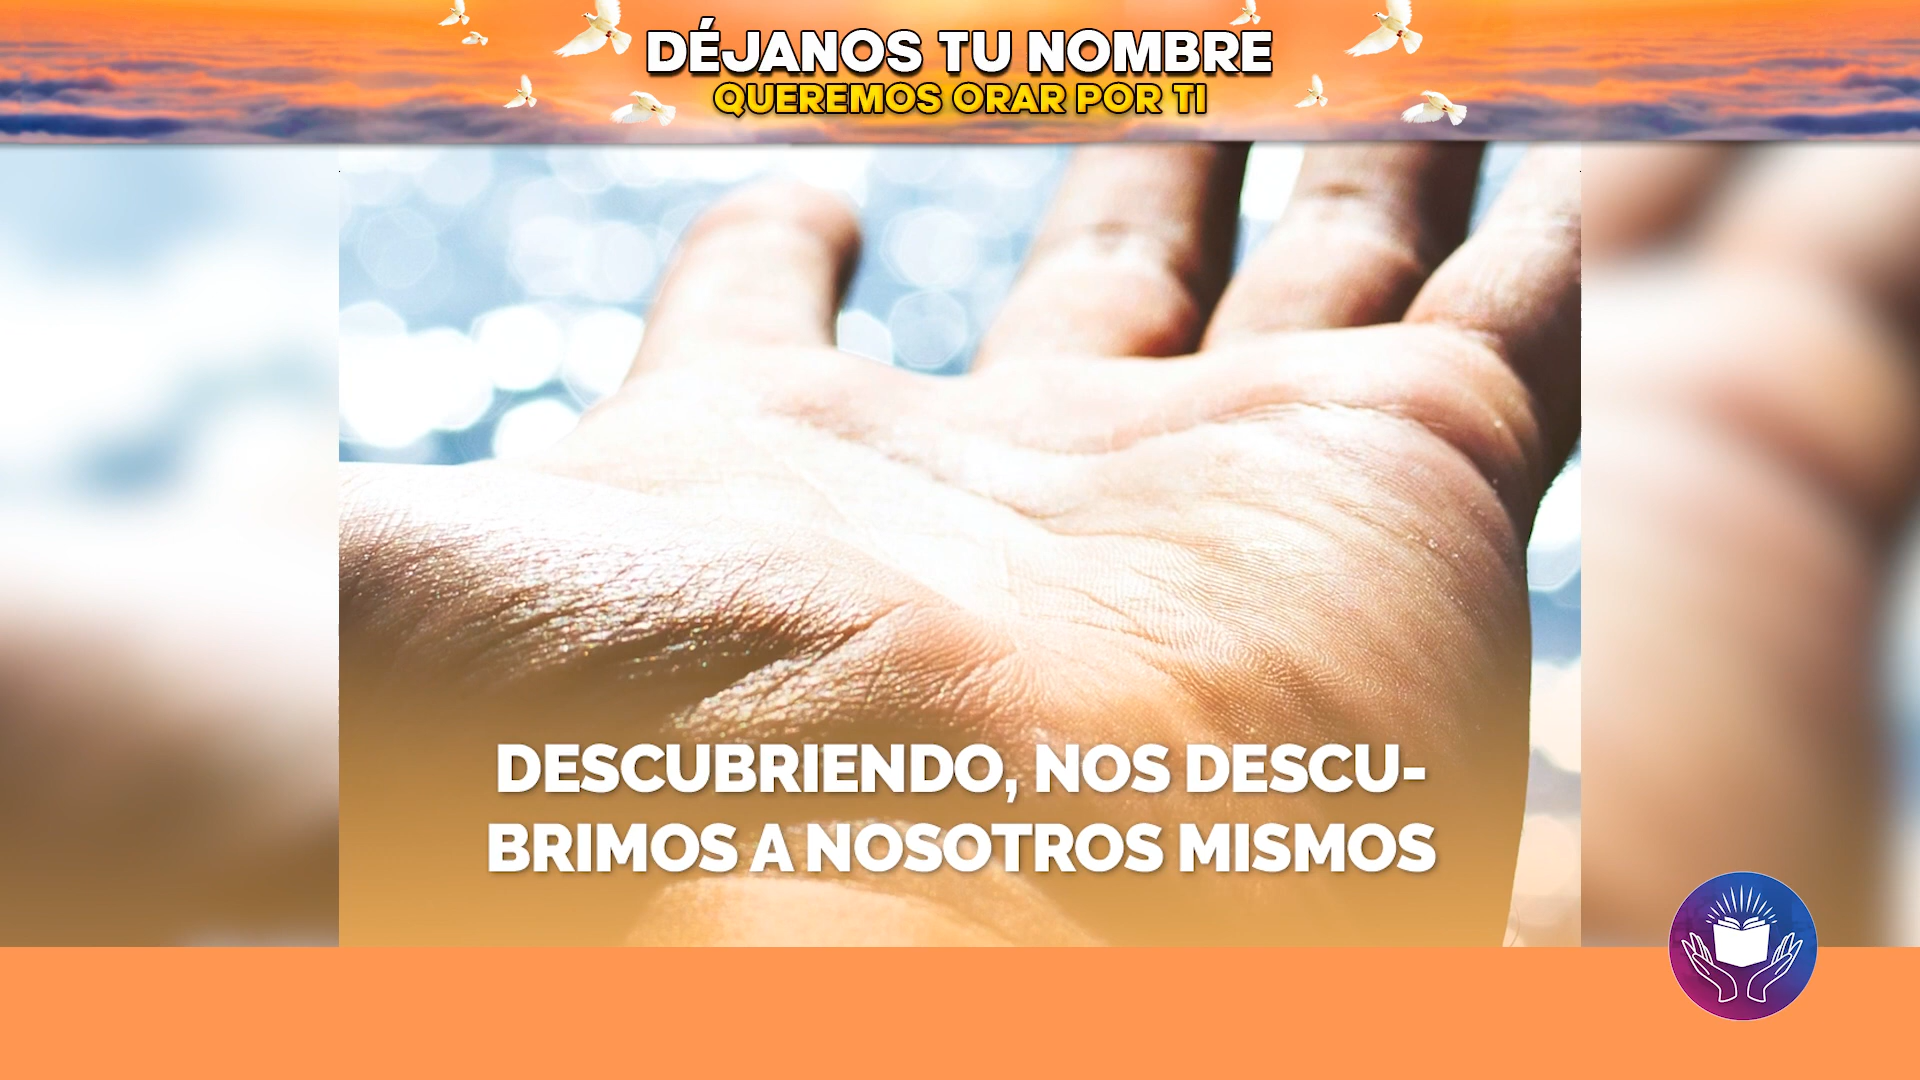 DÉJANOS TU NOMBRE
QUEREMOS ORAR POR TI
DESCUBRIENDO, NOS DESCU-
BRIMOS A NOSOTROS MISMOS